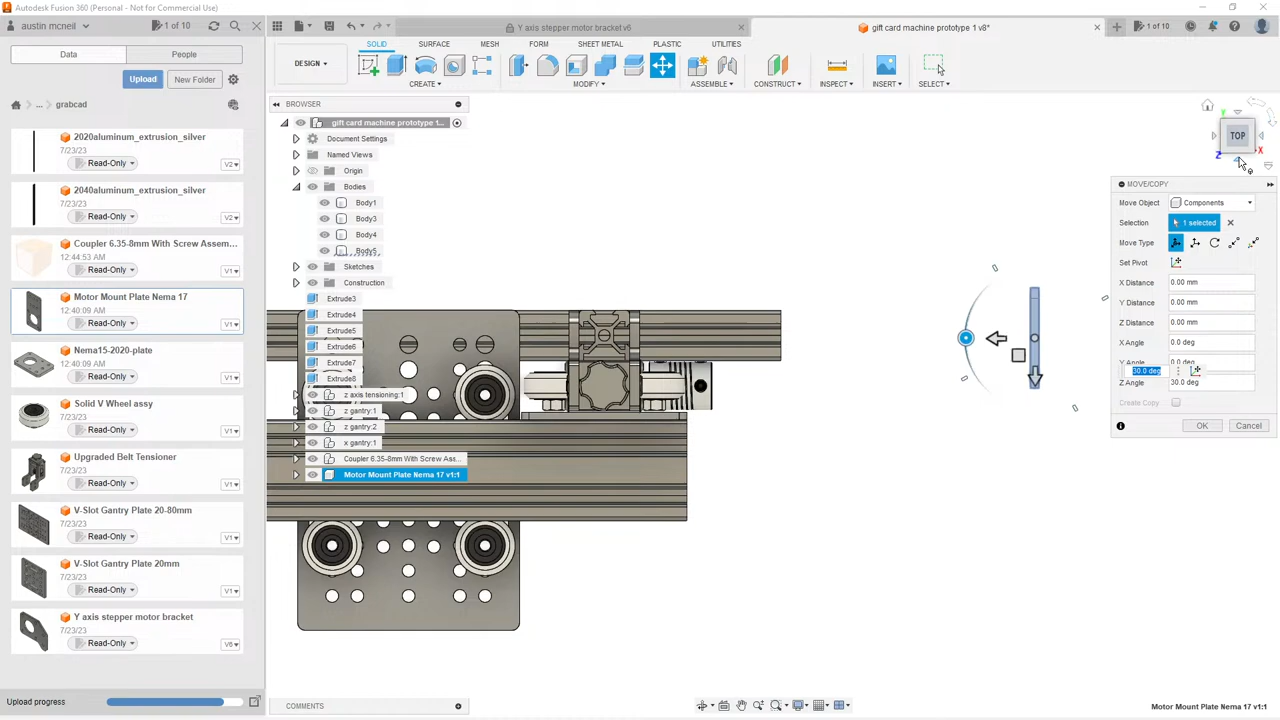 Autodesk Fusion 360 (Personal - Not for Commercial Use)
austin mcneil
1 of 10
Y axis stepper motor bracket v6
gift card machine prototype 1 v8*
1 of 10
Data
People
SOLID
SURFACE
MESH
FORM
SHEET METAL
PLASTIC
UTILITIES
DESIGN
CREATE
MODIFY
ASSEMBLE
CONSTRUCT
INSPECT
INSERT
SELECT
Upload
New Folder
... grabcad
2020aluminum_extrusion_silver
7/23/23
Read-Only
V2
2040aluminum_extrusion_silver
7/23/23
Read-Only
V2
Coupler 6.35-8mm With Screw Assem...
12:44:53 AM
Read-Only
V1
Motor Mount Plate Nema 17
12:40:09 AM
Read-Only
V1
Nema15-2020-plate
12:40:09 AM
Read-Only
V1
Solid V Wheel assy
7/23/23
Read-Only
V1
Upgraded Belt Tensioner
7/23/23
Read-Only
V1
V-Slot Gantry Plate 20-80mm
7/23/23
Read-Only
V1
V-Slot Gantry Plate 20mm
7/23/23
Read-Only
V1
Y axis stepper motor bracket
7/23/23
Read-Only
V6
Upload progress
BROWSER
gift card machine prototype 1...
Document Settings
Named Views
Origin
Bodies
Body1
Body3
Body4
Body5
Sketches
Construction
Extrude3
Extrude4
Extrude5
Extrude6
Extrude7
Extrude8
z axis tensioning:1
z gantry:1
z gantry:2
x gantry:1
Coupler 6.35-8mm With Screw Ass...
Motor Mount Plate Nema 17 v1:1
COMMENTS
Y
TOP
X
Z
MOVE/COPY
Move Object
Components
Selection
1 selected
Move Type
Set Pivot
X Distance
0.00 mm
Y Distance
0.00 mm
Z Distance
0.00 mm
X Angle
0.0 deg
Y Angle
0.0 deg
30.0 deg
Z Angle
30.0 deg
Create Copy
OK
Cancel
Motor Mount Plate Nema 17 v1:1